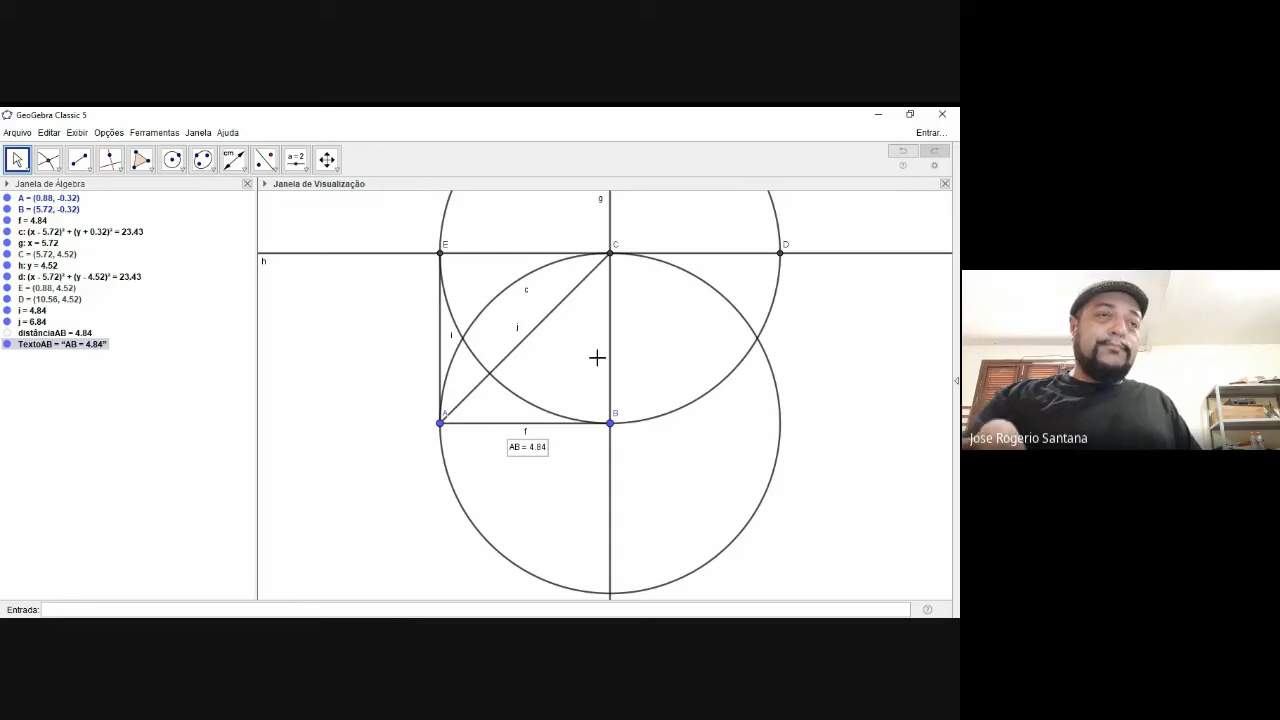 GeoGebra Classic 5
Arquivo Editar Exibir Opções Ferramentas Janela Ajuda
Entrar...
cm
a = 2
Janela de Álgebra
Janela de Visualização
A = (0.88, -0.32)
B = (5.72, -0.32)
f = 4.84
c: (x - 5.72)² + (y + 0.32)² = 23.43
g: x = 5.72
C = (5.72, 4.52)
h: y = 4.52
d: (x - 5.72)² + (y - 4.52)² = 23.43
E = (0.88, 4.52)
D = (10.56, 4.52)
i = 4.84
j = 6.84
distânciaAB = 4.84
TextoAB = “AB = 4.84”
g
E
C
D
h
c
j
i
A
B
f
AB = 4.84
Jose Rogerio Santana
Entrada: